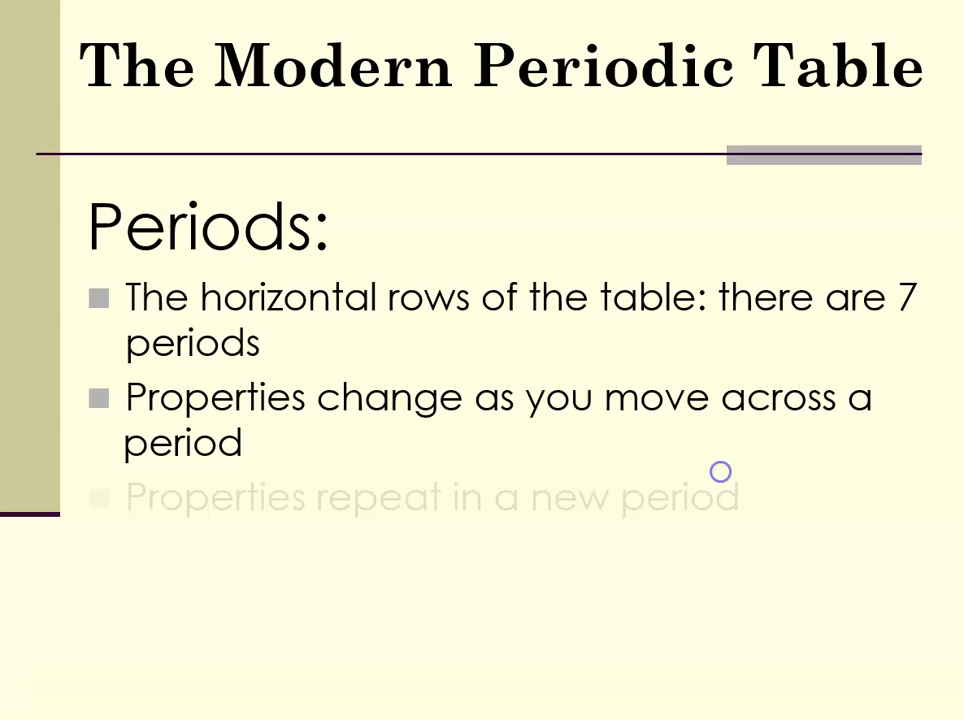 The Modern Periodic Table
Periods:
The horizontal rows of the table: there are 7
periods
Properties change as you move across a
period
Properties repeat in a new period